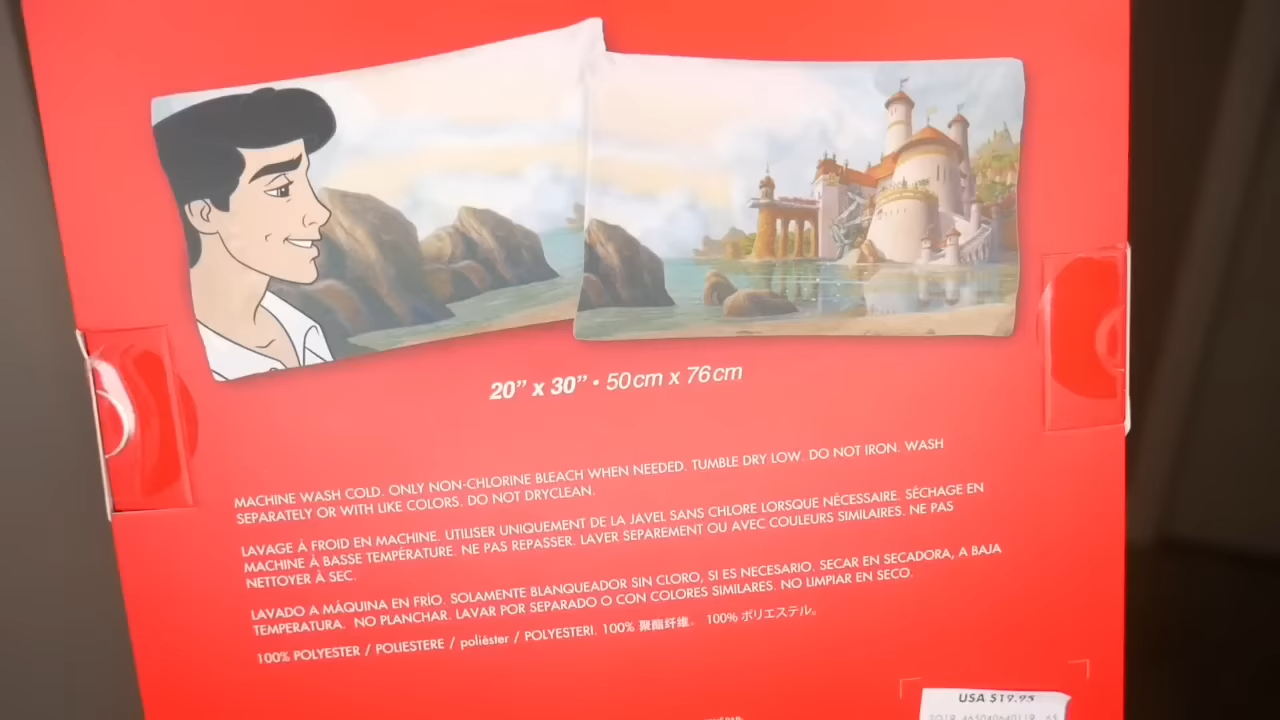 20” x 30” • 50cm x 76cm
MACHINE WASH COLD. ONLY NON-CHLORINE BLEACH WHEN NEEDED. TUMBLE DRY LOW. DO NOT IRON. WASH
SEPARATELY OR WITH LIKE COLORS. DO NOT DRYCLEAN.
LAVAGE À FROID EN MACHINE. UTILISER UNIQUEMENT DE LA JAVEL SANS CHLORE LORSQUE NÉCESSAIRE. SÉCHAGE EN
MACHINE À BASSE TEMPÉRATURE. NE PAS REPASSER. LAVER SEPAREMENT OU AVEC COULEURS SIMILAIRES. NE PAS
NETTOYER À SEC.
LAVADO A MÁQUINA EN FRÍO. SOLAMENTE BLANQUEADOR SIN CLORO, SI ES NECESARIO. SECAR EN SECADORA, A BAJA
TEMPERATURA. NO PLANCHAR. LAVAR POR SEPARADO O CON COLORES SIMILARES. NO LIMPIAR EN SECO.
100% POLYESTER / POLIESTERE / polièster / POLYESTERI. 100% 聚酯纤维。 100% ポリエステル。
USA $19.95